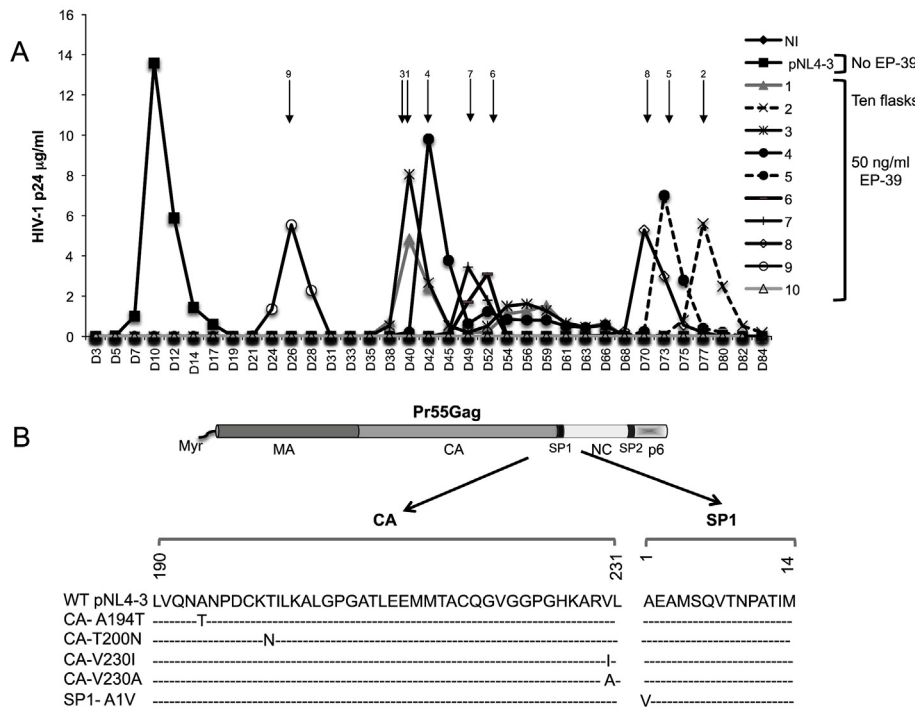 A
HIV-1 p24 µg/ml
16
14
12
10
8
6
4
2
0
D3 D5 D7 D10 D12 D14 D17 D19 D21 D24 D26 D28 D31 D33 D35 D38 D40 D42 D45 D49 D52 D54 D56 D59 D61 D63 D66 D68 D70 D73 D75 D77 D80 D82 D84
9 31 4 7 6 8 5 2
NI
pNL4-3 No EP-39
1
2
3
4
5
6
7
8
9
10
Ten flasks
50 ng/ml
EP-39
B
Pr55Gag
Myr MA CA SP1 NC SP2 p6
CA SP1
190 231 1 14
WT pNL4-3 LVQNANPDCKTILKALGPGATLEEMMTACQGVGGPGHKARVL AEAMSQVTNPATIM
CA- A194T -----T-------------------------------------
CA-T200N N
CA-V230I I
CA-V230A A
SP1- A1V V